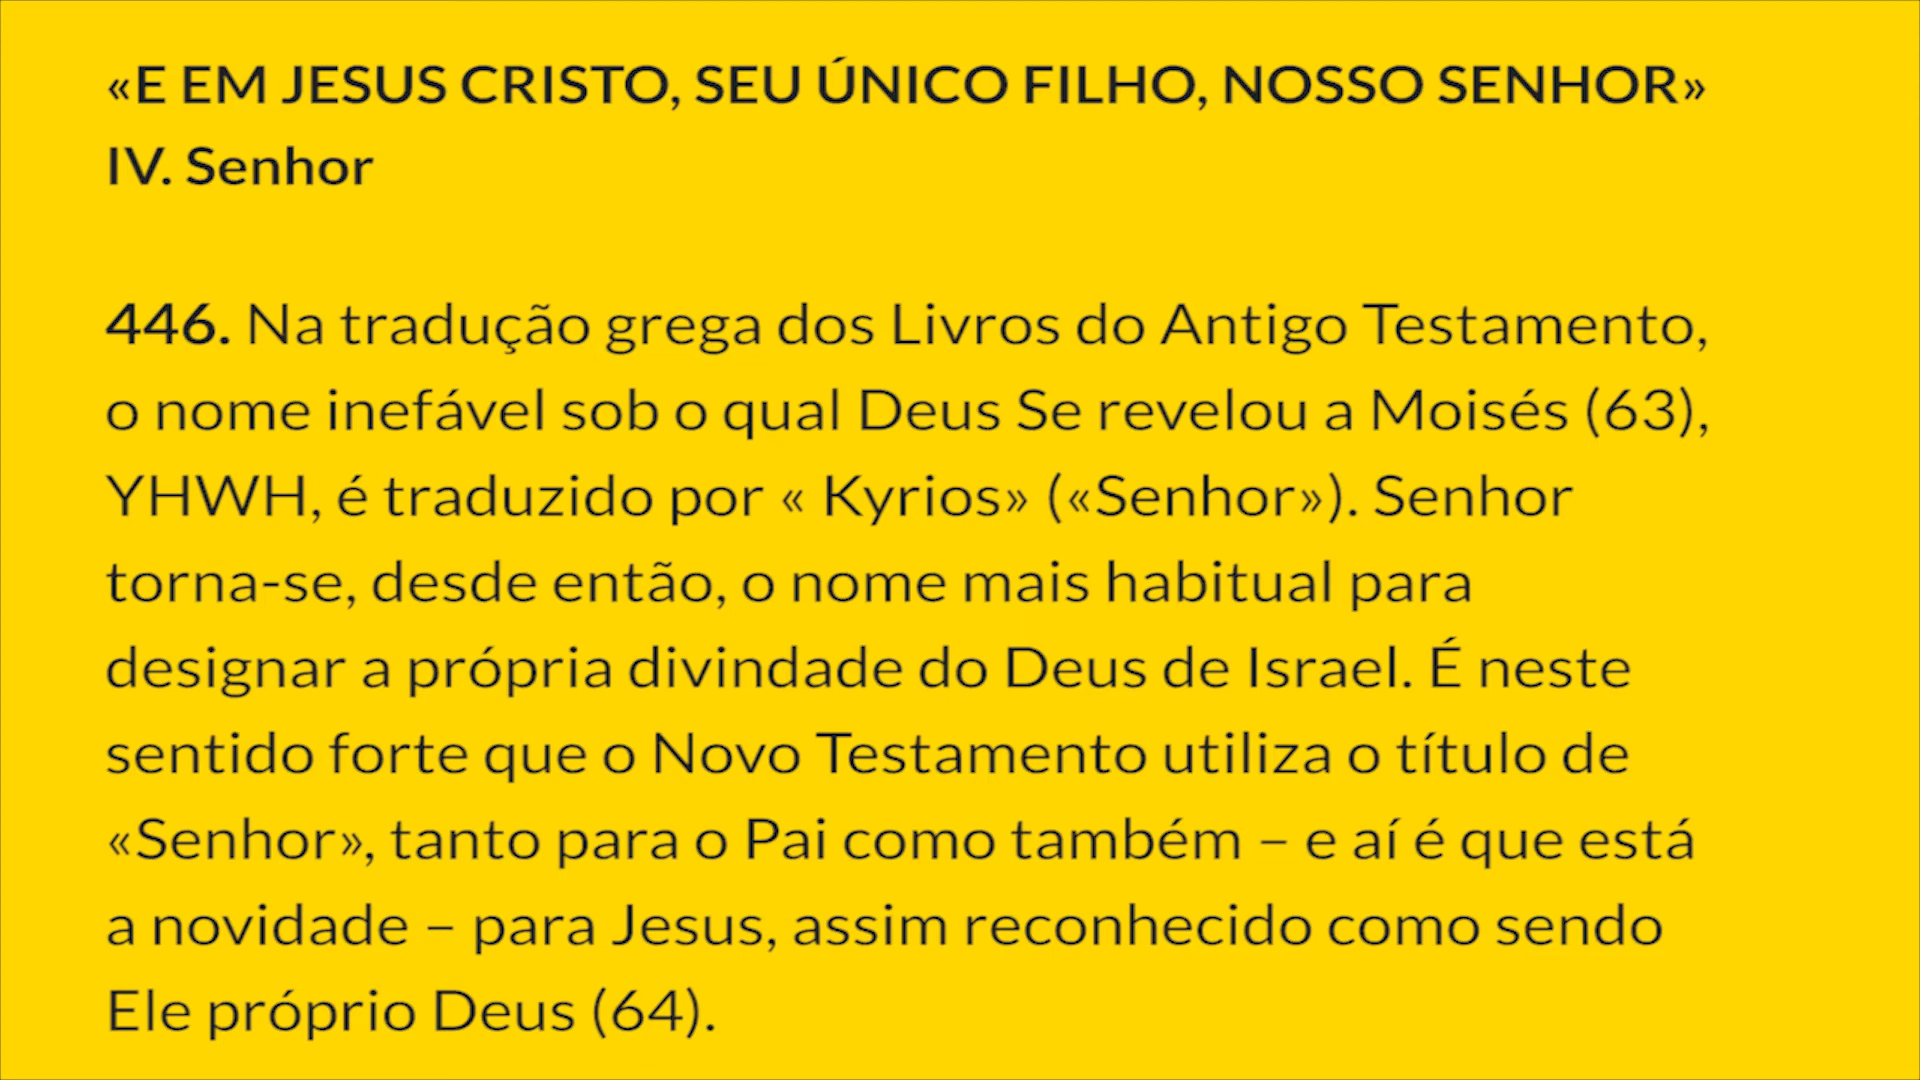 «E EM JESUS CRISTO, SEU ÚNICO FILHO, NOSSO SENHOR»
IV. Senhor
446. Na tradução grega dos Livros do Antigo Testamento,
o nome inefável sob o qual Deus Se revelou a Moisés (63),
YHWH, é traduzido por « Kyrios» («Senhor»). Senhor
torna-se, desde então, o nome mais habitual para
designar a própria divindade do Deus de Israel. É neste
sentido forte que o Novo Testamento utiliza o título de
«Senhor», tanto para o Pai como também – e aí é que está
a novidade – para Jesus, assim reconhecido como sendo
Ele próprio Deus (64).